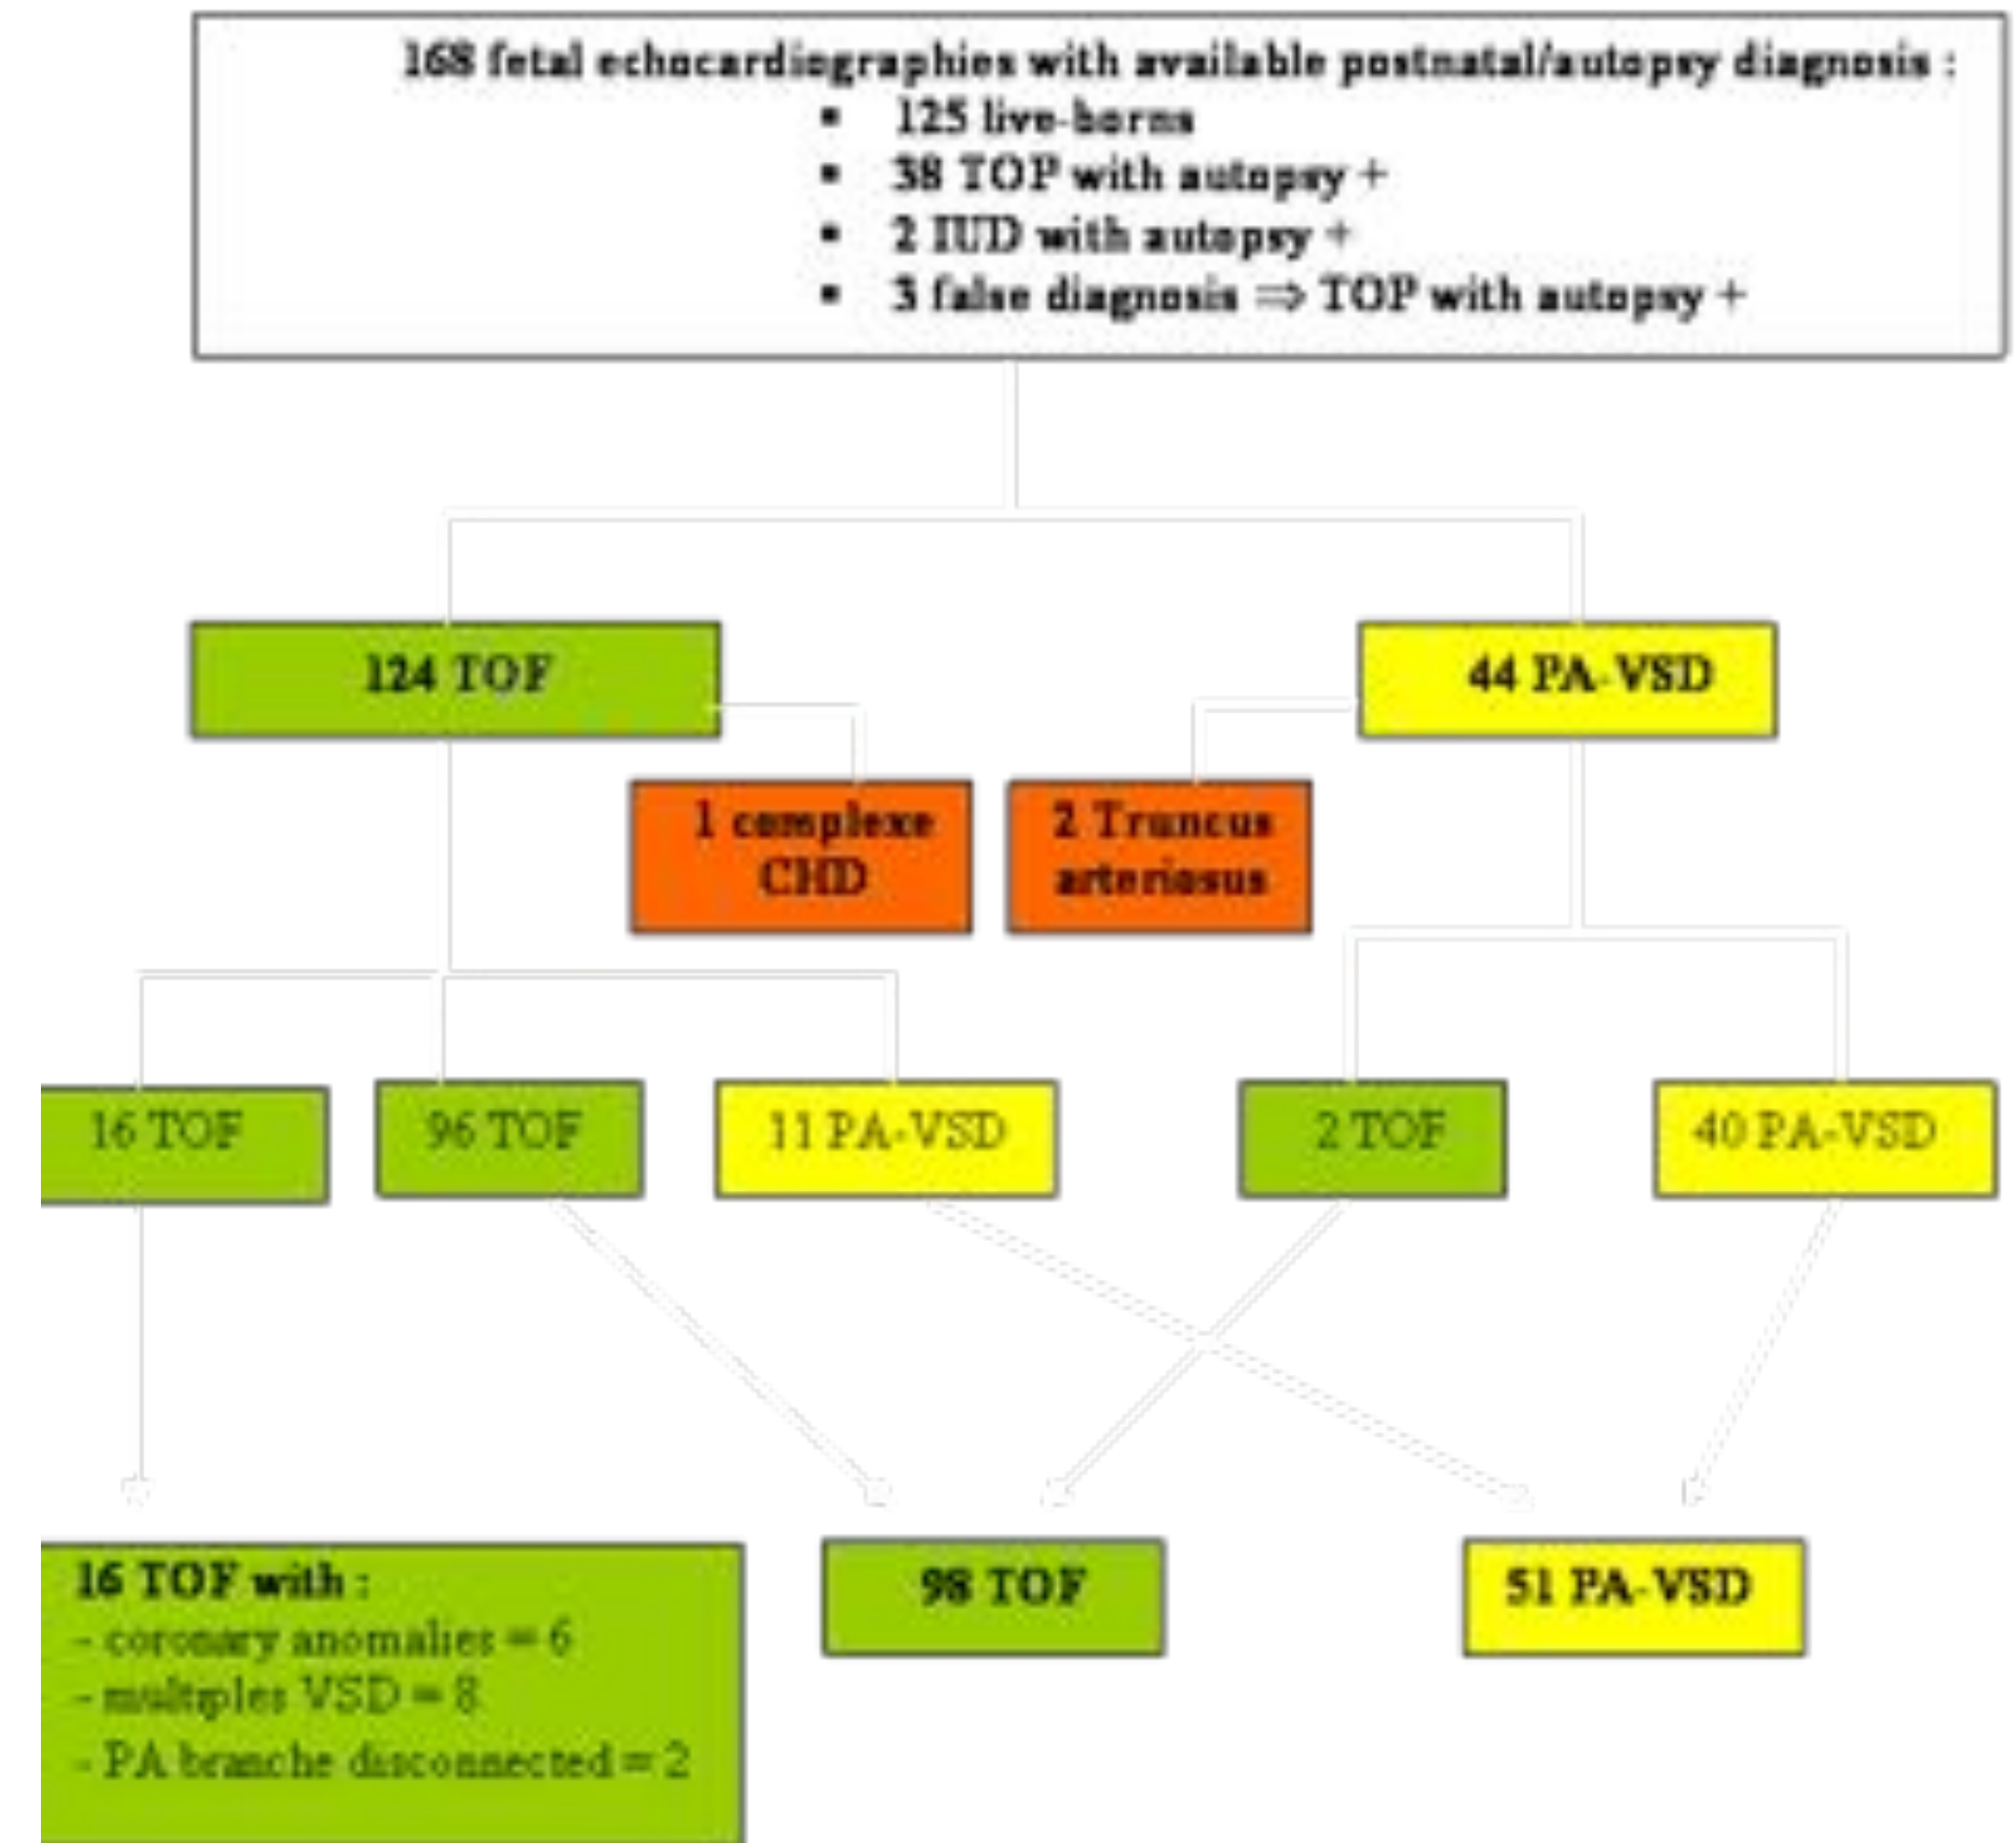 168 fetal echocardiographies with available postnatal/autopsy diagnosis :
▪ 125 live-borns
▪ 38 TOP with autopsy +
▪ 2 IUD with autopsy +
▪ 3 false diagnosis ⇒ TOP with autopsy +
124 TOF
44 PA-VSD
1 complexe
CHD
2 Truncus
arteriosus
16 TOF
96 TOF
11 PA-VSD
2 TOF
40 PA-VSD
16 TOF with :
- coronary anomalies = 6
- multiples VSD = 8
- PA branche disconnected = 2
98 TOF
51 PA-VSD